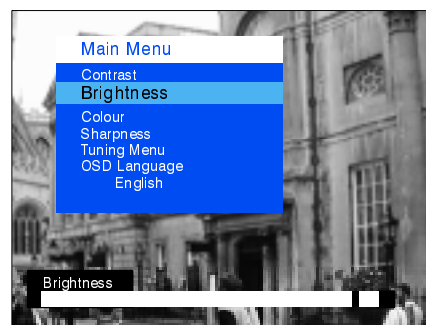 Main Menu
Contrast
Brightness
Colour
Sharpness
Tuning Menu
OSD Language
English
Brightness